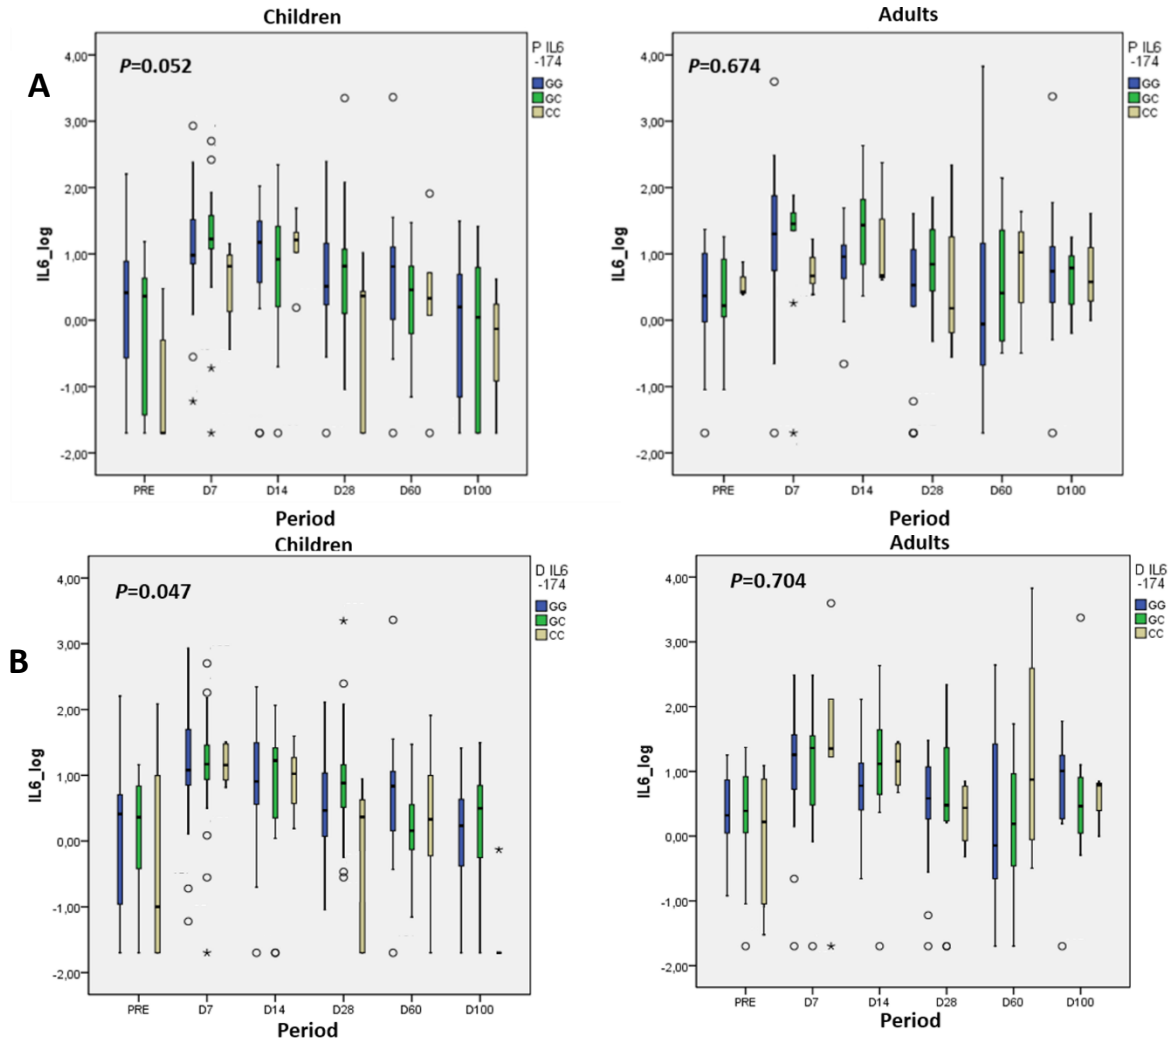 Children
Adults
A
P=0.052
P=0.674
P IL6
-174
GG
GC
CC
P IL6
-174
GG
GC
CC
4,00
3,00
2,00
1,00
0,00
-1,00
-2,00
IL6_log
4,00
3,00
2,00
1,00
0,00
-1,00
-2,00
IL6_log
PRE D7 D14 D28 D60 D100
PRE D7 D14 D28 D60 D100
Period
Period
Children
Adults
B
P=0.047
P=0.704
D IL6
-174
GG
GC
CC
D IL6
-174
GG
GC
CC
4,00
3,00
2,00
1,00
0,00
-1,00
-2,00
IL6_log
4,00
3,00
2,00
1,00
0,00
-1,00
-2,00
IL6_log
PRE D7 D14 D28 D60 D100
PRE D7 D14 D28 D60 D100
Period
Period